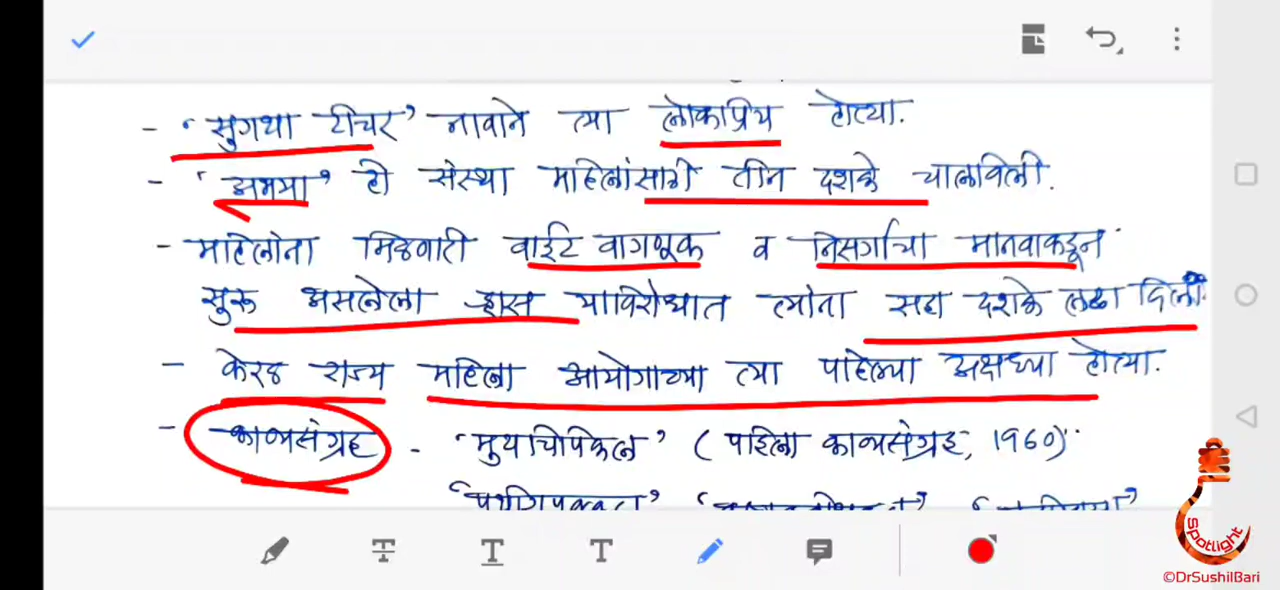 - 'सुगथा टीचर' नावाने त्या लोकप्रिय होत्या.
- 'अभया' ही संस्था महिलांसाठी तीन दशके चालविली.
- महिलांना मिळणारी वाईट वागणूक व निसर्गाचा मानवाकडून
सुरू असलेला ह्रास याविरोधात त्यांनी सहा दशके लढा दिला.
- केरळ राज्य महिला आयोगाच्या त्या पहिल्या अध्यक्षा होत्या.
- काव्यसंग्रह - 'मुथुचिपिकल' (पहिला काव्यसंग्रह, 1960)
Spotlight
©DrSushilBari